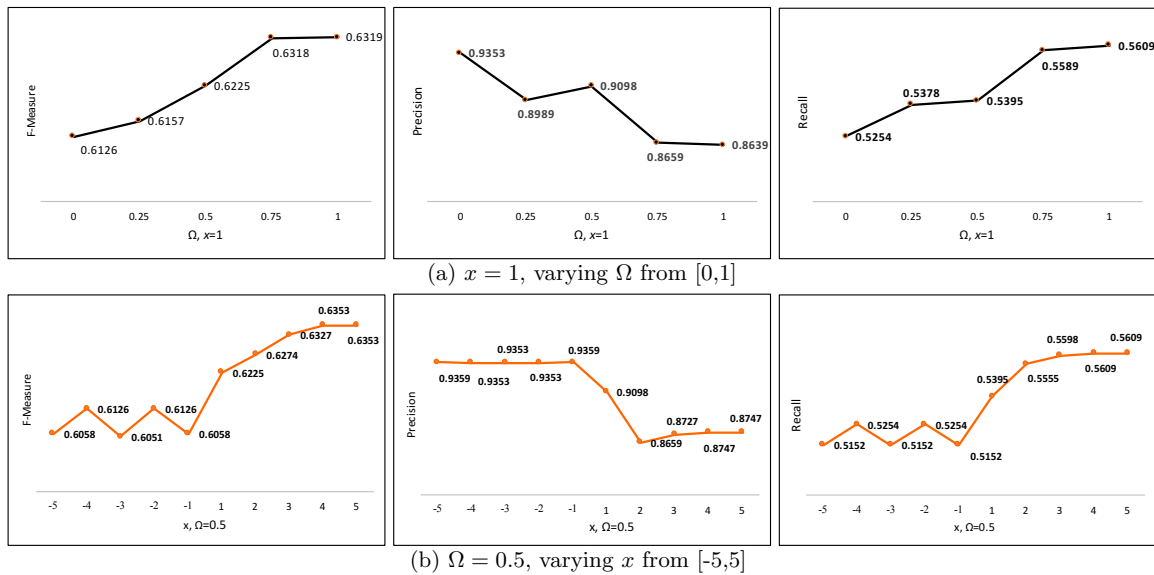 F-Measure
0.6126
0.6157
0.6225
0.6318
0.6319
0 0.25 0.5 0.75 1
Ω, x=1
Precision
0.9353
0.8989
0.9098
0.8659
0.8639
0 0.25 0.5 0.75 1
Ω, x=1
Recall
0.5254
0.5378
0.5395
0.5589
0.5609
0 0.25 0.5 0.75 1
Ω, x=1
(a) x = 1, varying Ω from [0,1]
F-Measure
0.6058
0.6126
0.6051
0.6126
0.6058
0.6225
0.6274
0.6327
0.6353
0.6353
-5 -4 -3 -2 -1 1 2 3 4 5
x, Ω=0.5
Precision
0.9359
0.9353
0.9353
0.9353
0.9359
0.9098
0.8659
0.8727
0.8747
0.8747
-5 -4 -3 -2 -1 1 2 3 4 5
x, Ω=0.5
Recall
0.5152
0.5254
0.5152
0.5254
0.5152
0.5395
0.5555
0.5598
0.5609
0.5609
-5 -4 -3 -2 -1 1 2 3 4 5
x, Ω=0.5
(b) Ω = 0.5, varying x from [-5,5]